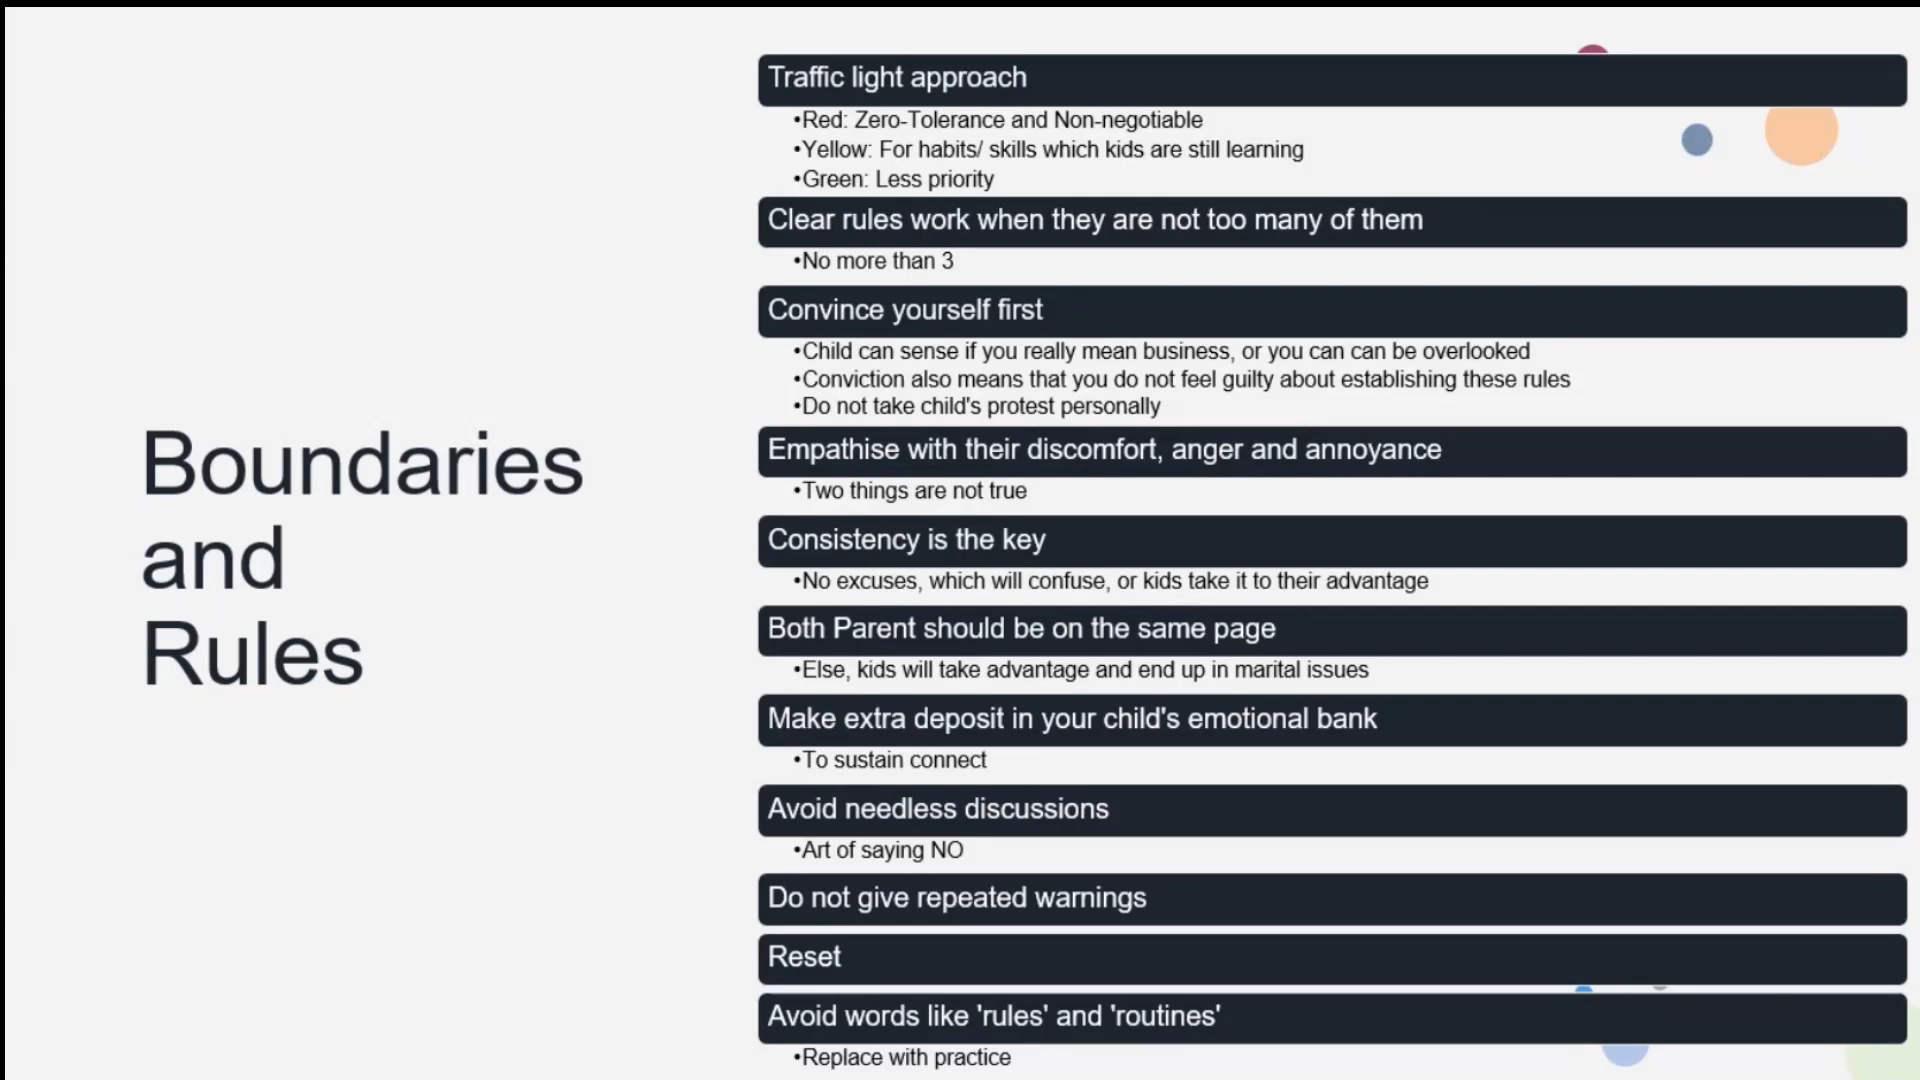 Boundaries
and
Rules
Traffic light approach
•Red: Zero-Tolerance and Non-negotiable
•Yellow: For habits/ skills which kids are still learning
•Green: Less priority
Clear rules work when they are not too many of them
•No more than 3
Convince yourself first
•Child can sense if you really mean business, or you can can be overlooked
•Conviction also means that you do not feel guilty about establishing these rules
•Do not take child's protest personally
Empathise with their discomfort, anger and annoyance
•Two things are not true
Consistency is the key
•No excuses, which will confuse, or kids take it to their advantage
Both Parent should be on the same page
•Else, kids will take advantage and end up in marital issues
Make extra deposit in your child's emotional bank
•To sustain connect
Avoid needless discussions
•Art of saying NO
Do not give repeated warnings
Reset
Avoid words like 'rules' and 'routines'
•Replace with practice